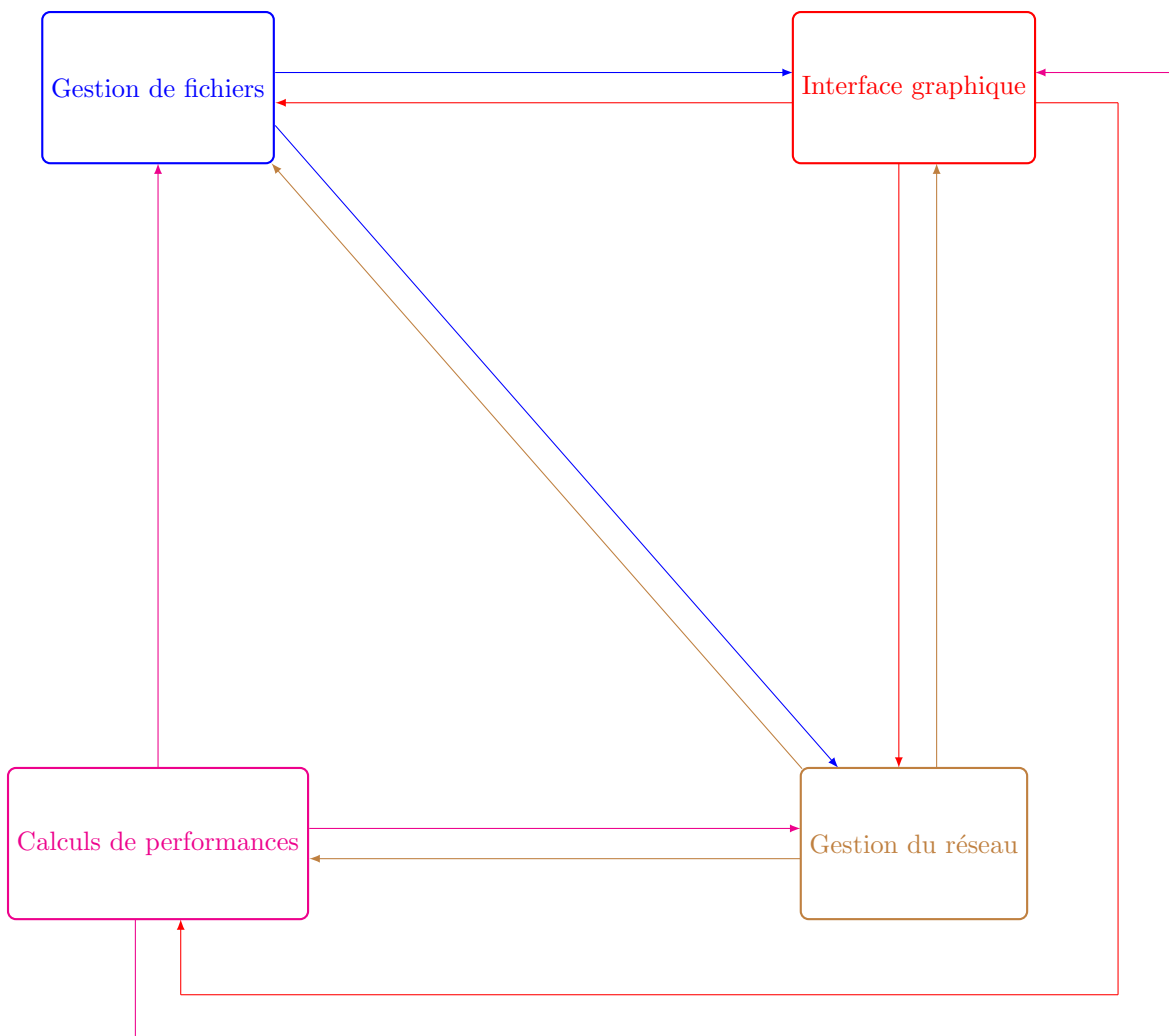 Gestion de fichiers
Interface graphique
Calculs de performances
Gestion du réseau